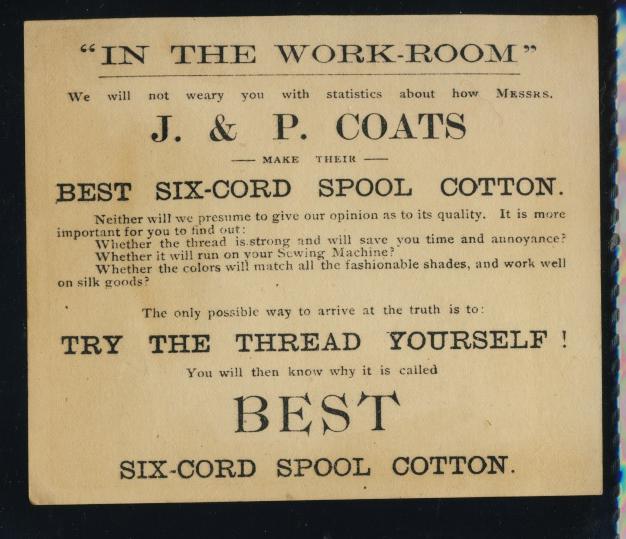 “IN THE WORK-ROOM”
We will not weary you with statistics about how MESSRS.
J. & P. COATS
— MAKE THEIR —
BEST SIX-CORD SPOOL COTTON.
Neither will we presume to give our opinion as to its quality. It is more
important for you to find out:
Whether the thread is strong and will save you time and annoyance?
Whether it will run on your Sewing Machine?
Whether the colors will match all the fashionable shades, and work well
on silk goods?
The only possible way to arrive at the truth is to:
TRY THE THREAD YOURSELF !
You will then know why it is called
BEST
SIX-CORD SPOOL COTTON.